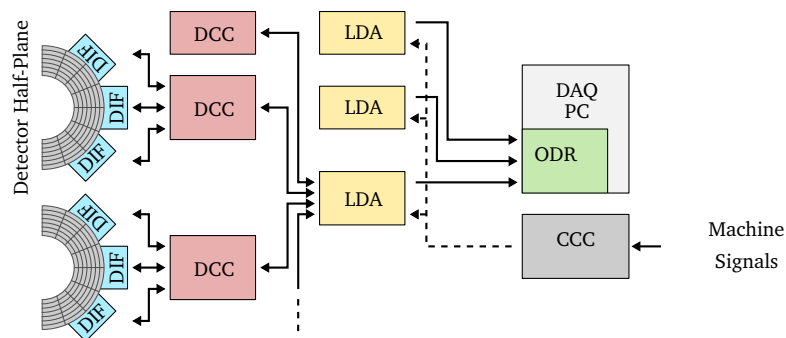 Detector Half-Plane
DIF
DIF
DIF
DCC
DCC
LDA
LDA
LDA
DAQ
PC
ODR
DIF
DIF
DIF
DCC
CCC
Machine
Signals